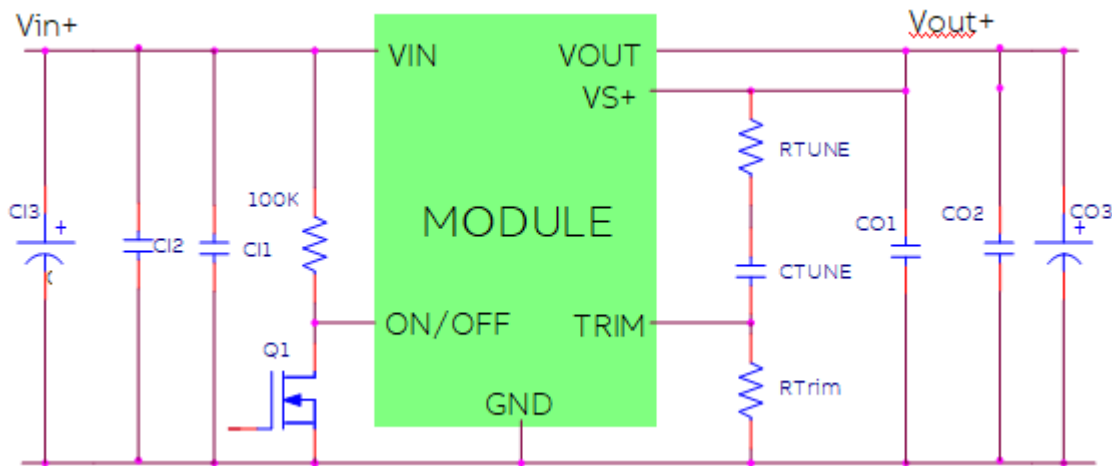 Vin+
Vout+
VIN
VOUT
VS+
RTUNE
100K
CI3
+
MODULE
CI2
CI1
CO1
CO2
CO3
+
CTUNE
ON/OFF
TRIM
Q1
RTrim
GND